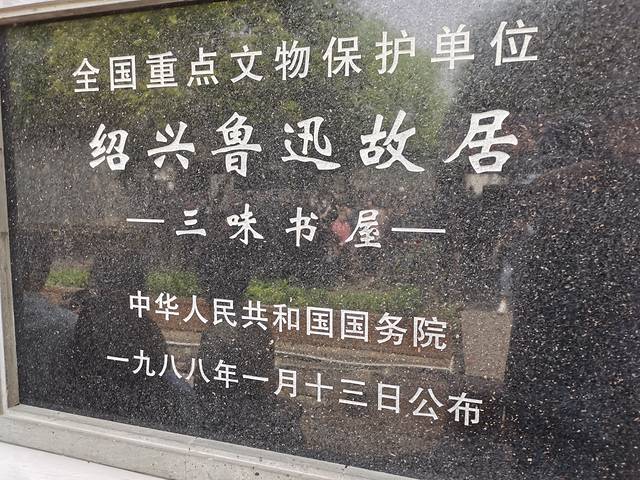 全国重点文物保护单位
绍兴鲁迅故居
—三味书屋—
中华人民共和国国务院
一九八八年一月十三日公布